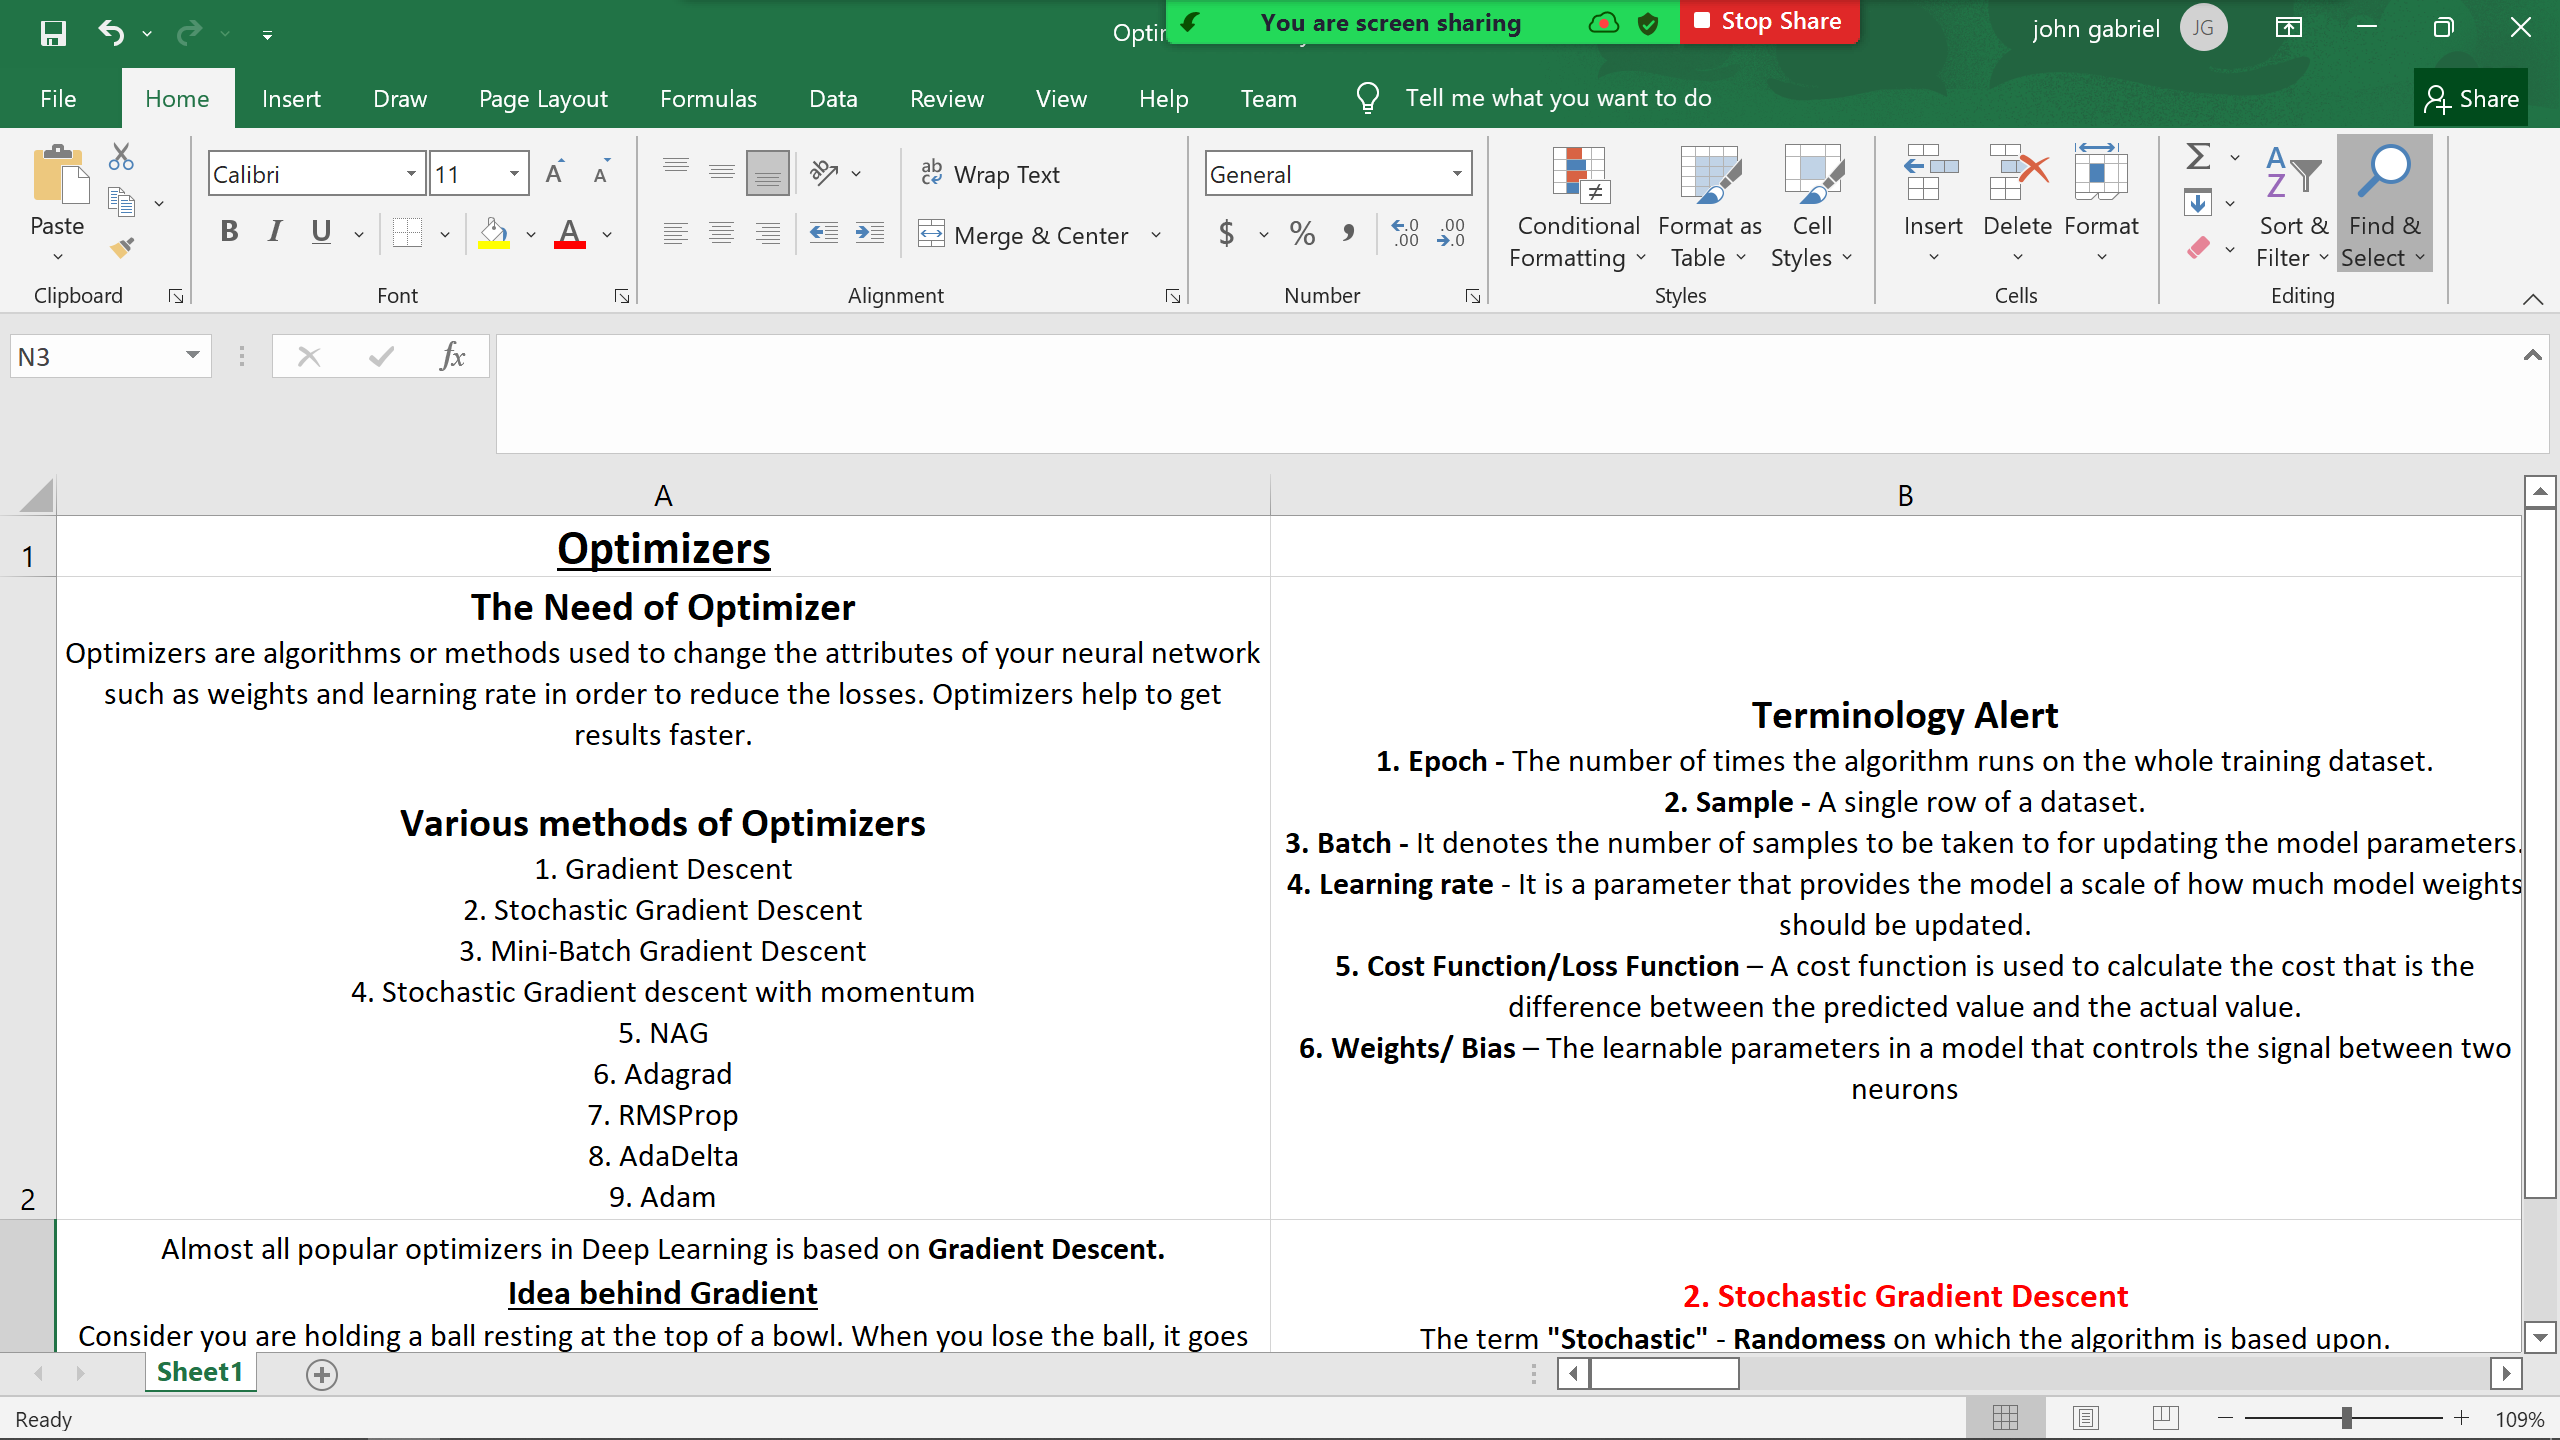 Opti
You are screen sharing
Stop Share
john gabriel
JG
File
Home
Insert
Draw
Page Layout
Formulas
Data
Review
View
Help
Team
Tell me what you want to do
Share
Paste
Clipboard
Calibri
11
B I U
Font
Wrap Text
Merge & Center
Alignment
General
$ % ,
Number
Conditional
Formatting
Format as
Table
Cell
Styles
Styles
Insert
Delete
Format
Cells
Sort &
Filter
Find &
Select
Editing
N3
fx
A
B
1
Optimizers
2
The Need of Optimizer
Optimizers are algorithms or methods used to change the attributes of your neural network
such as weights and learning rate in order to reduce the losses. Optimizers help to get
results faster.
Various methods of Optimizers
1. Gradient Descent
2. Stochastic Gradient Descent
3. Mini-Batch Gradient Descent
4. Stochastic Gradient descent with momentum
5. NAG
6. Adagrad
7. RMSProp
8. AdaDelta
9. Adam
Terminology Alert
1. Epoch - The number of times the algorithm runs on the whole training dataset.
2. Sample - A single row of a dataset.
3. Batch - It denotes the number of samples to be taken to for updating the model parameters.
4. Learning rate - It is a parameter that provides the model a scale of how much model weights
should be updated.
5. Cost Function/Loss Function – A cost function is used to calculate the cost that is the
difference between the predicted value and the actual value.
6. Weights/ Bias – The learnable parameters in a model that controls the signal between two
neurons
Almost all popular optimizers in Deep Learning is based on Gradient Descent.
Idea behind Gradient
Consider you are holding a ball resting at the top of a bowl. When you lose the ball, it goes
2. Stochastic Gradient Descent
The term "Stochastic" - Randomess on which the algorithm is based upon.
Sheet1
Ready
109%